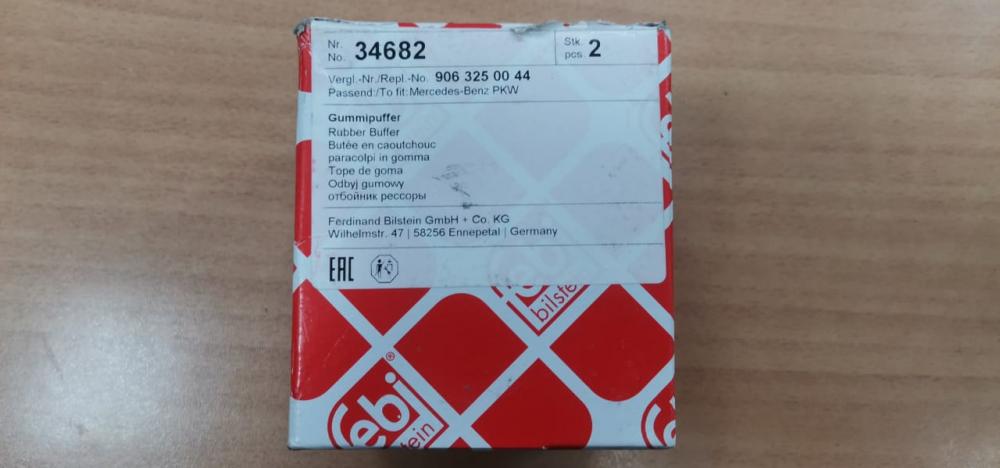 Nr. No. 34682 Stk. pcs. 2
Vergl.-Nr./Repl.-No. 906 325 00 44
Passend:/To fit:Mercedes-Benz PKW
Gummipuffer
Rubber Buffer
Butée en caoutchouc
paracolpi in gomma
Tope de goma
Odbyj gumowy
отбойник рессоры
Ferdinand Bilstein GmbH + Co. KG
Wilhelmstr. 47 | 58256 Ennepetal | Germany
EAC
febi
bilstein
febi®
bilstein